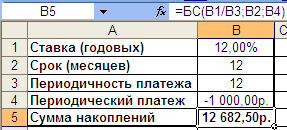 B5 =БС(B1/B3;B2;B4)
A B
1 Ставка (годовых) 12,00%
2 Срок (месяцев) 12
3 Периодичность платежа 12
4 Периодический платеж -1 000,00р.
5 Сумма накоплений 12 682,50р.